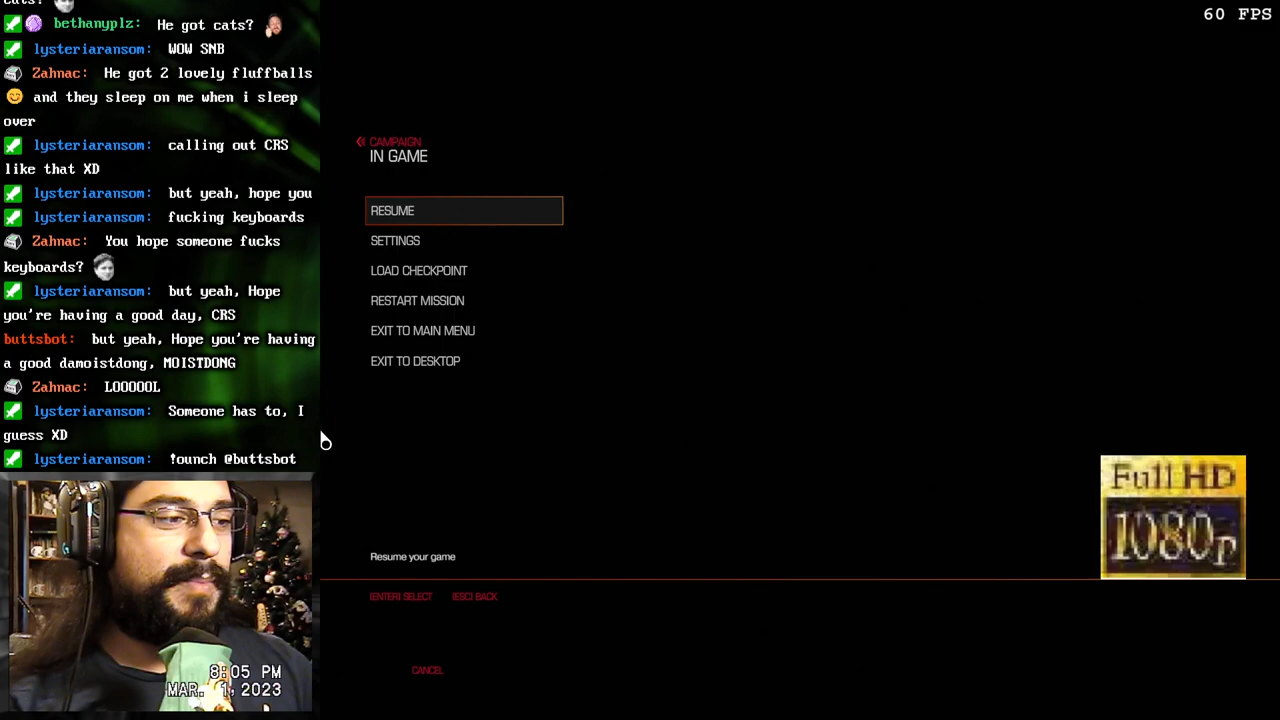 cats?
bethanyplz: He got cats?
lysteriaransom: WOW SNB
Zahnac: He got 2 lovely fluffballs
and they sleep on me when i sleep
over
lysteriaransom: calling out CRS
like that XD
lysteriaransom: but yeah, hope you
lysteriaransom: fucking keyboards
Zahnac: You hope someone fucks
keyboards?
lysteriaransom: but yeah, Hope
you're having a good day, CRS
buttsbot: but yeah, Hope you're having
a good damoistdong, MOISTDONG
Zahnac: LOOOOOL
lysteriaransom: Someone has to, I
guess XD
lysteriaransom: !ounch @buttsbot
8:05 PM
MAR. 1,2023
60 FPS
CAMPAIGN
IN GAME
RESUME
SETTINGS
LOAD CHECKPOINT
RESTART MISSION
EXIT TO MAIN MENU
EXIT TO DESKTOP
Full HD
1080p
Resume your game
[ENTER] SELECT [ESC] BACK
CANCEL